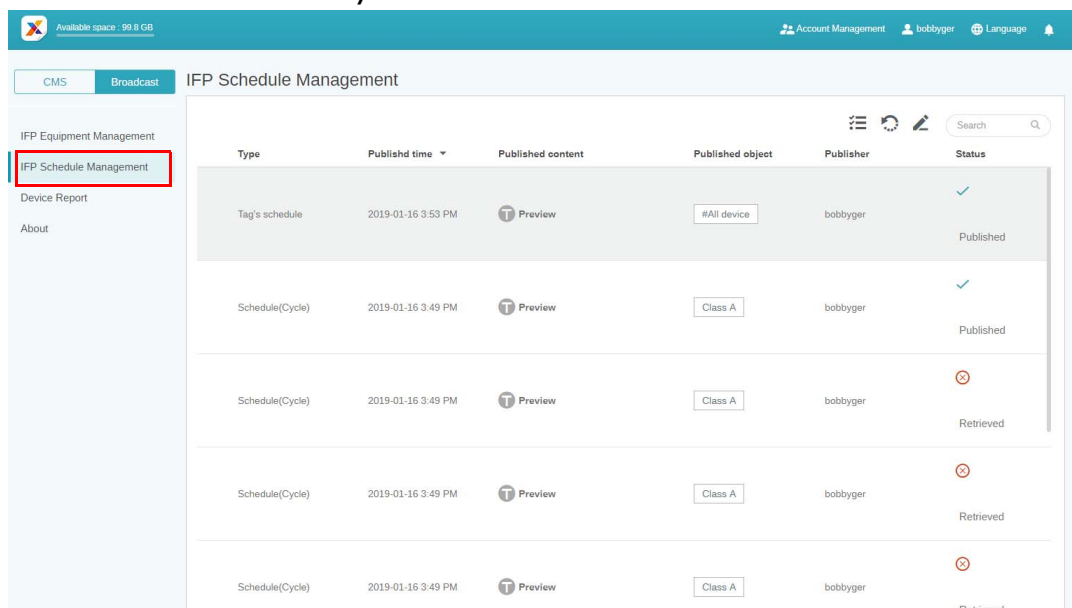 Available space : 99.8 GB
Account Management bobbyger Language
CMS Broadcast
IFP Schedule Management
IFP Equipment Management
IFP Schedule Management
Device Report
About
Search
Type Publishd time Published content Published object Publisher Status
Tag's schedule 2019-01-16 3:53 PM T Preview #All device bobbyger Published
Schedule(Cycle) 2019-01-16 3:49 PM T Preview Class A bobbyger Published
Schedule(Cycle) 2019-01-16 3:49 PM T Preview Class A bobbyger Retrieved
Schedule(Cycle) 2019-01-16 3:49 PM T Preview Class A bobbyger Retrieved
Schedule(Cycle) 2019-01-16 3:49 PM T Preview Class A bobbyger